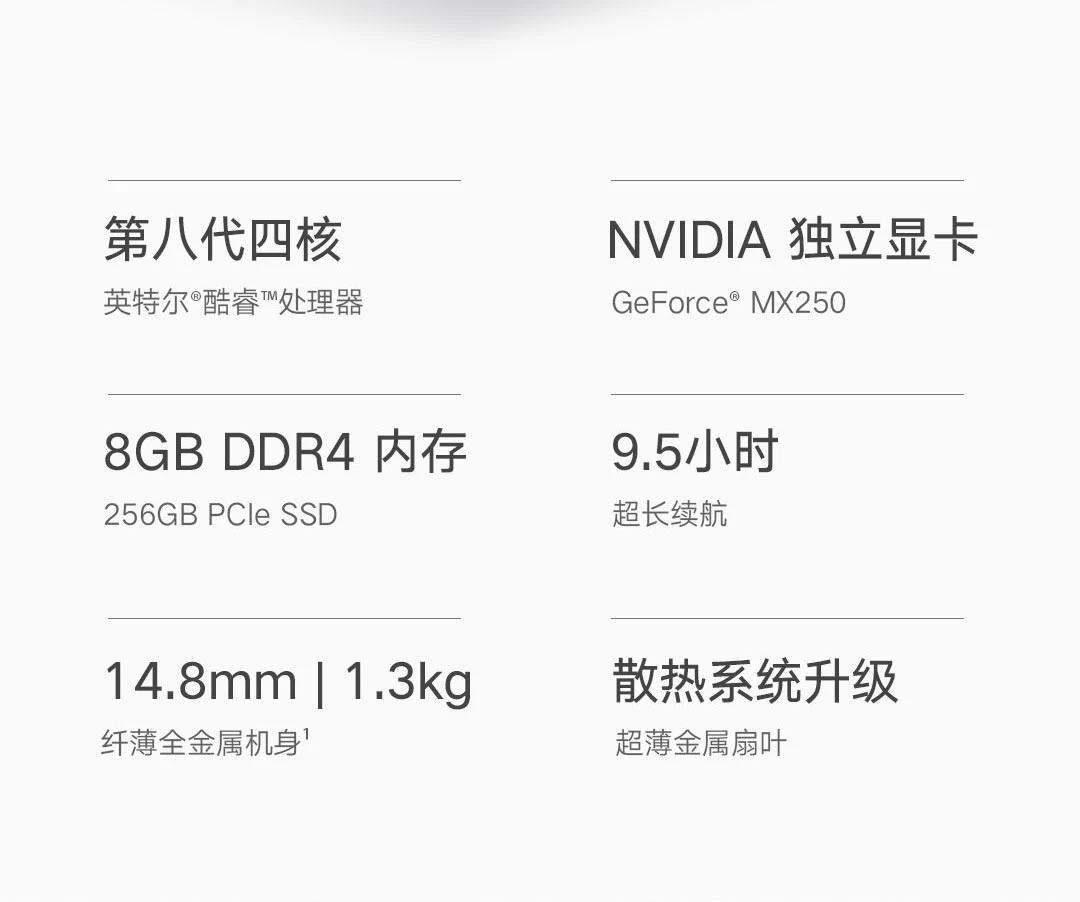 第八代四核
英特尔®酷睿™处理器
NVIDIA 独立显卡
GeForce® MX250
8GB DDR4 内存
256GB PCIe SSD
9.5小时
超长续航
14.8mm | 1.3kg
纤薄全金属机身¹
散热系统升级
超薄金属扇叶